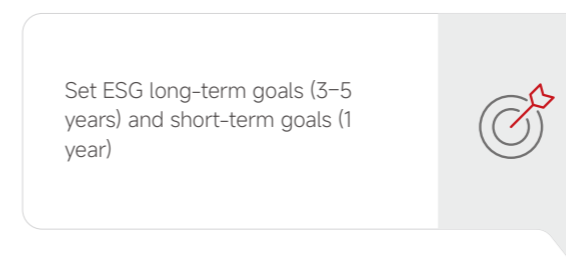 Set ESG long-term goals (3-5
years) and short-term goals (1
year)